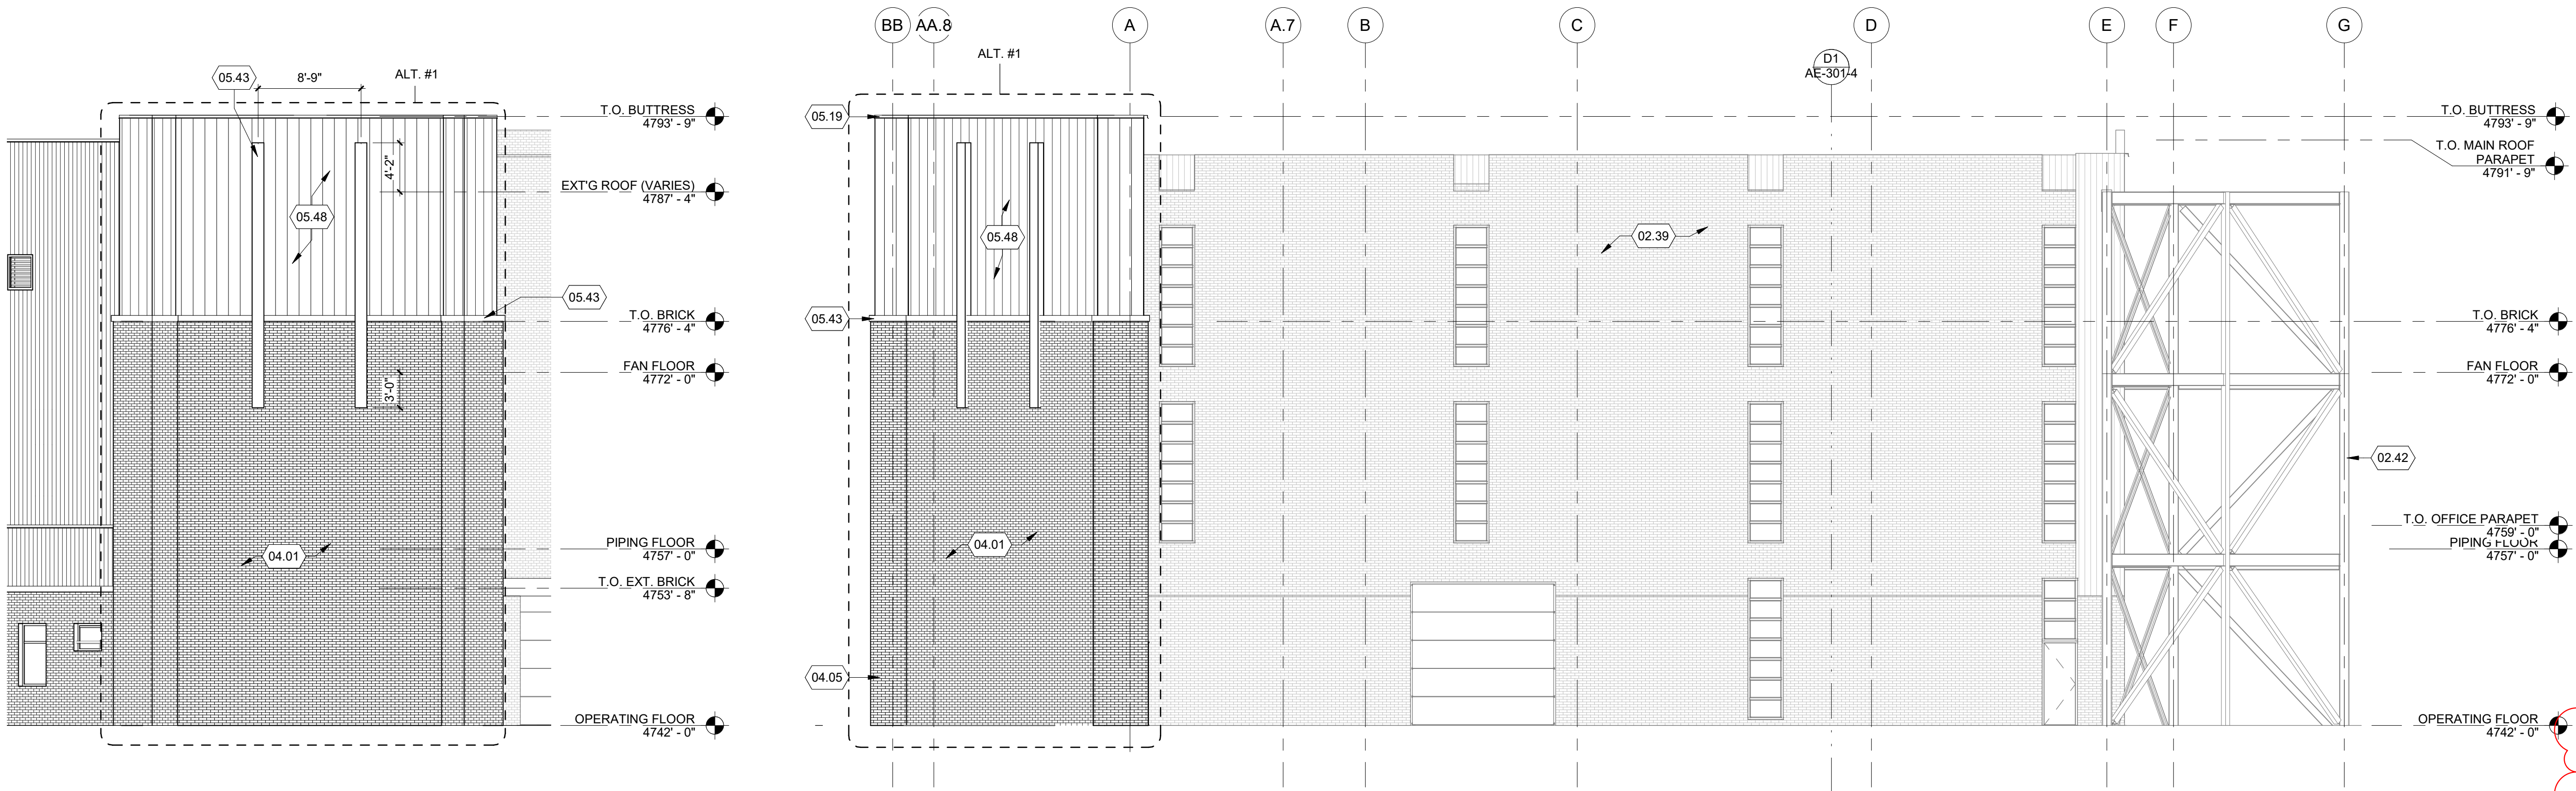 BB
AA.8
A
A.7
B
C
D
E
F
G
05.43
8'-9"
ALT. #1
4'-2"
05.48
05.43
3'-0"
04.01
T.O. BUTTRESS
4793' - 9"
EXT'G ROOF (VARIES)
4787' - 4"
T.O. BRICK
4776' - 4"
FAN FLOOR
4772' - 0"
PIPING FLOOR
4757' - 0"
T.O. EXT. BRICK
4753' - 8"
OPERATING FLOOR
4742' - 0"
ALT. #1
05.19
05.48
05.43
04.01
04.05
D1
AE-301-4
02.39
02.42
T.O. BUTTRESS
4793' - 9"
T.O. MAIN ROOF
PARAPET
4791' - 9"
T.O. BRICK
4776' - 4"
FAN FLOOR
4772' - 0"
T.O. OFFICE PARAPET
4759' - 0"
PIPING FLOOR
4757' - 0"
OPERATING FLOOR
4742' - 0"